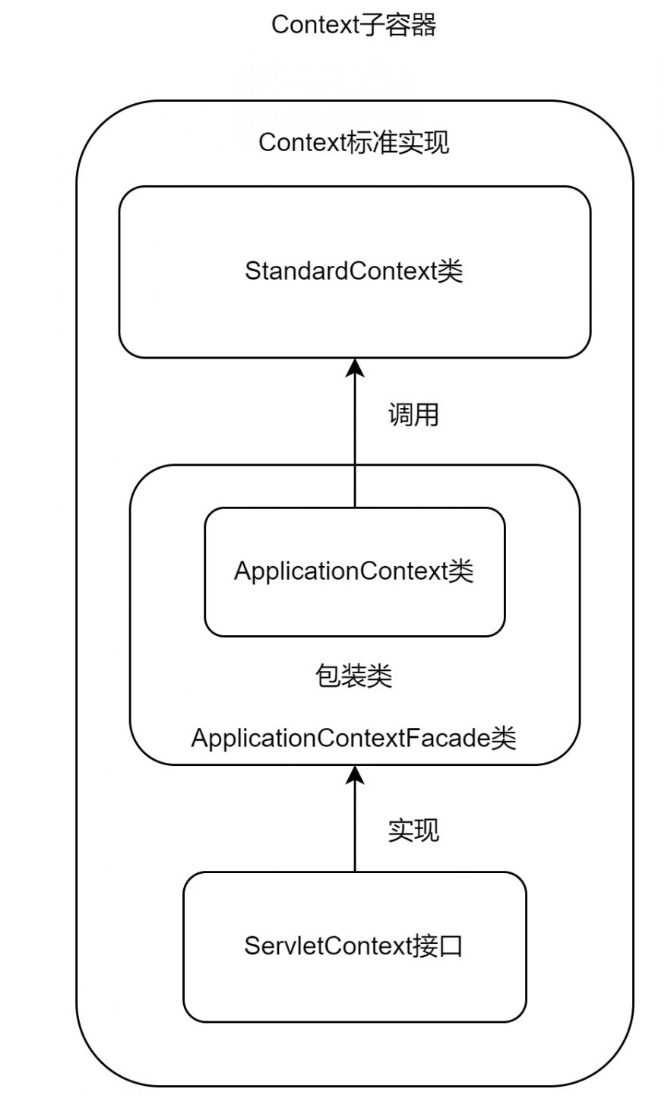 Context子容器
Context标准实现
StandardContext类
调用
ApplicationContext类
包装类
ApplicationContextFacade类
实现
ServletContext接口